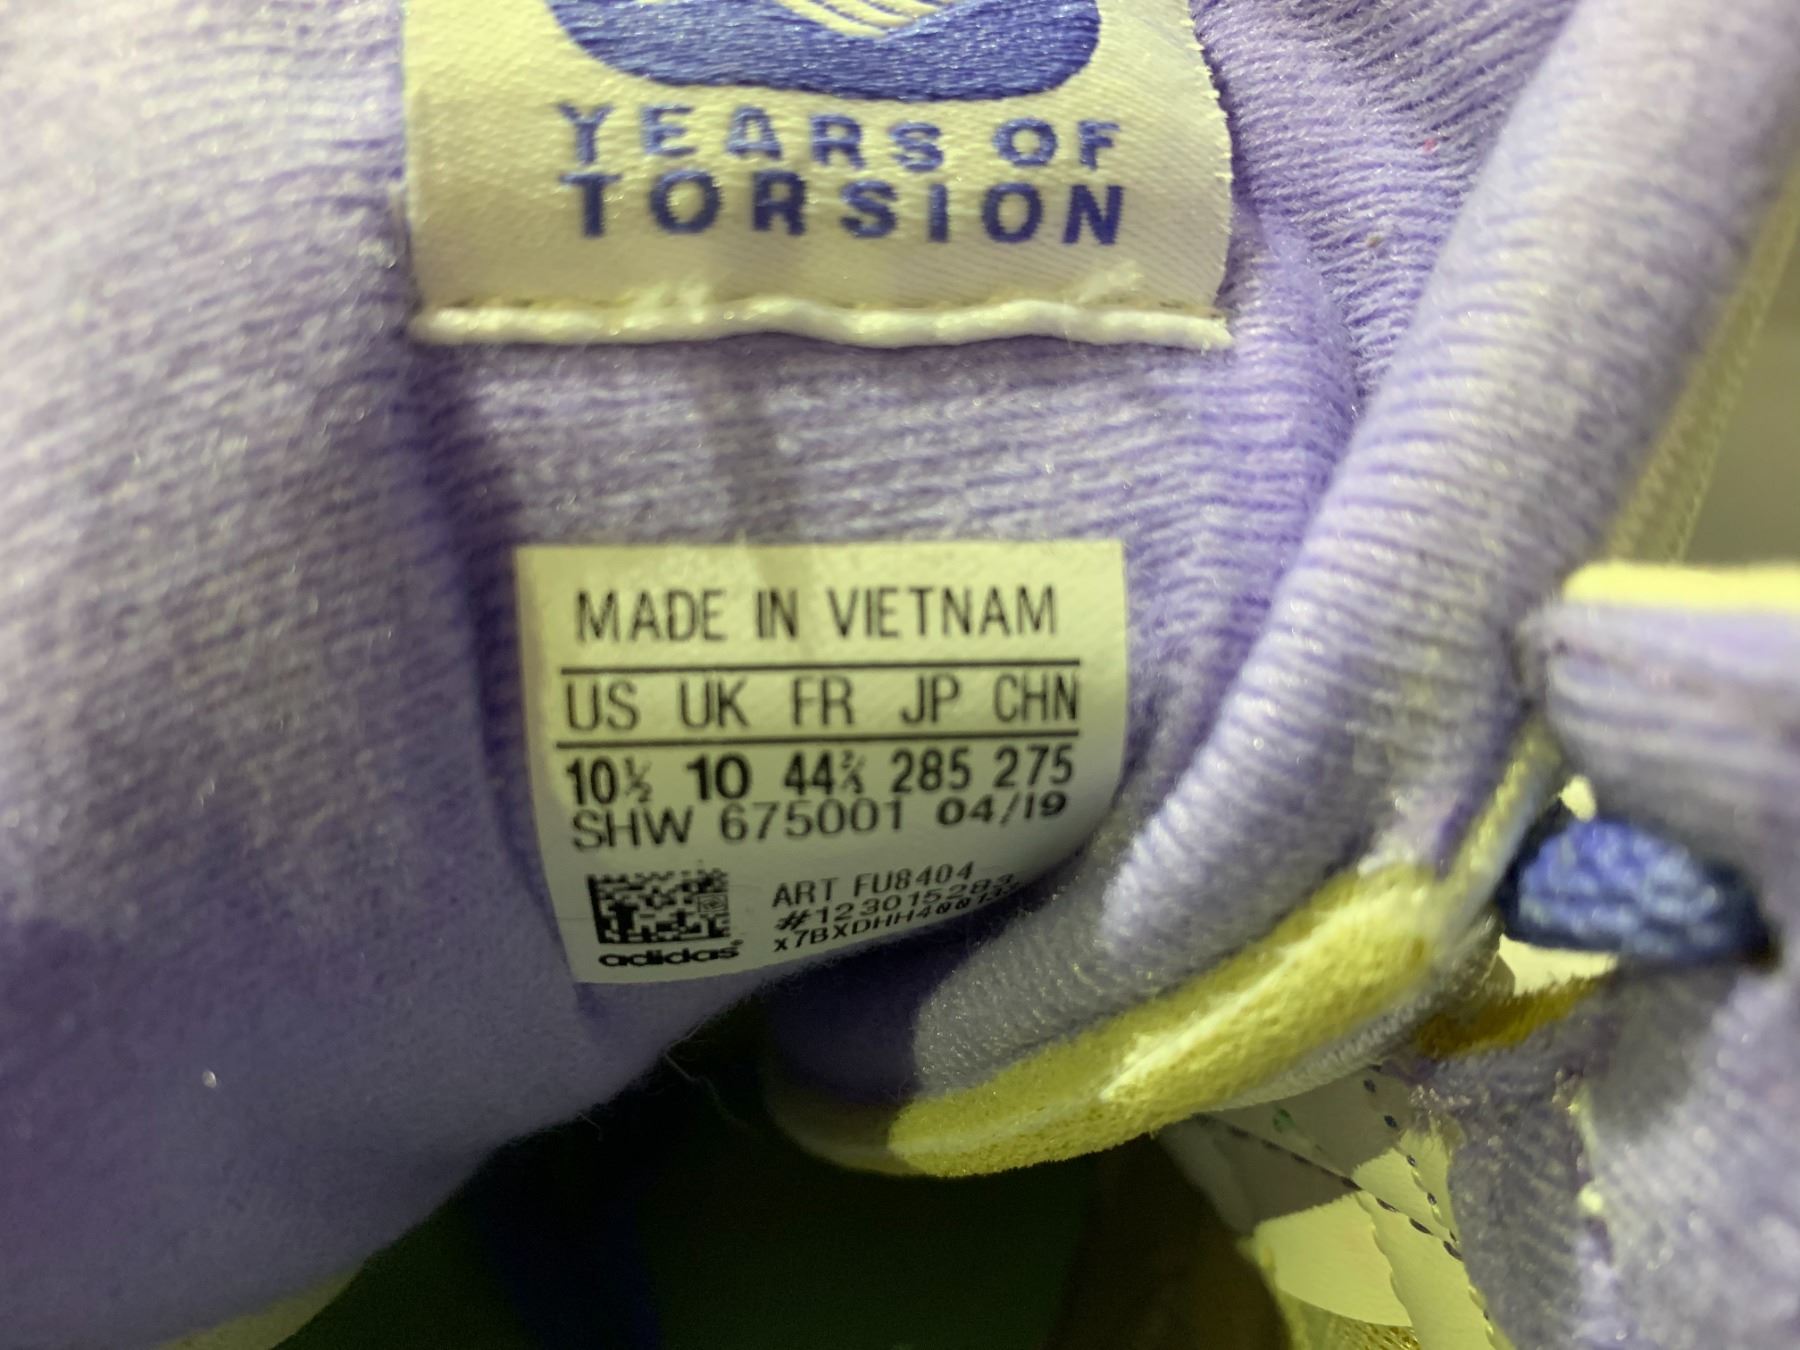 YEARS OF
TORSION
MADE IN VIETNAM
US UK FR JP CHN
10½ 10 44⅔ 285 275
SHW 675001 04/19
ART FU8404
#123015283
adidas